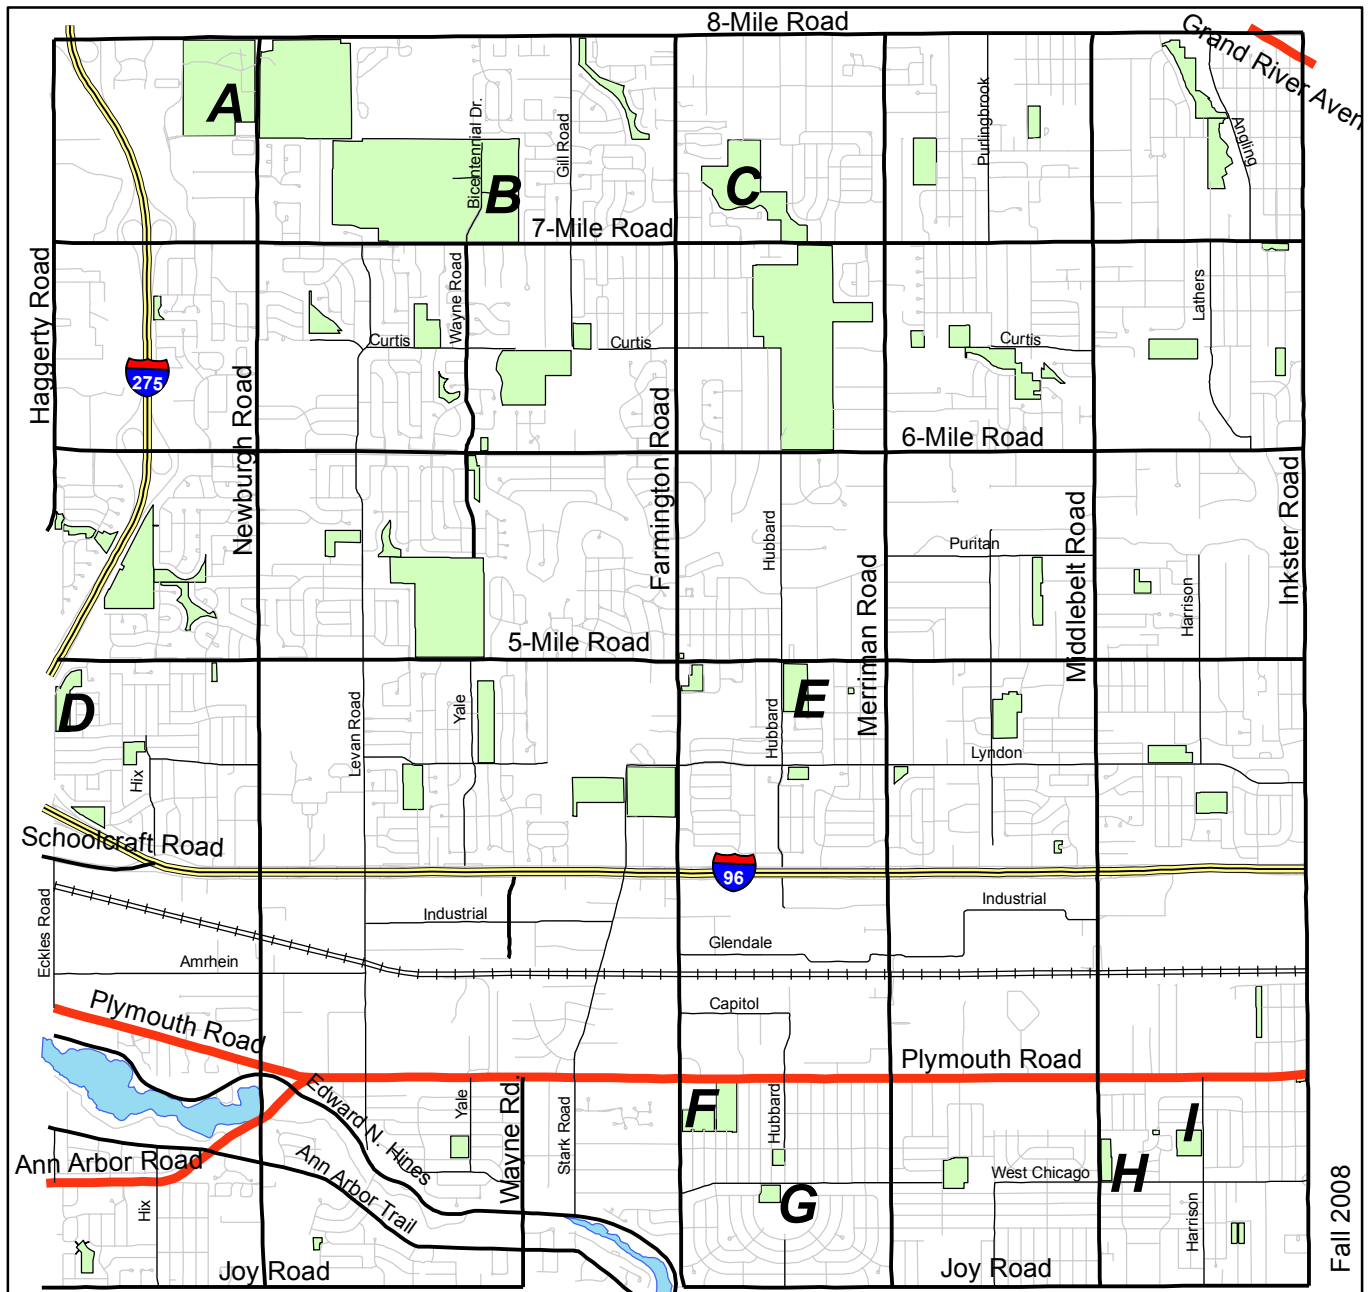 8-Mile Road
Grand River Aven
A
Bicentennial Dr.
Gill Road
Purlingbrook
Angling
B
C
7-Mile Road
Haggerty Road
Wayne Road
Lathers
Curtis
Curtis
Curtis
275
Newburgh Road
Farmington Road
6-Mile Road
Hubbard
Merriman Road
Puritan
Middlebelt Road
Harrison
Inkster Road
5-Mile Road
D
Levan Road
Yale
Hubbard
E
Lyndon
Hix
Schoolcraft Road
96
Eckles Road
Industrial
Industrial
Glendale
Amrhein
Capitol
Plymouth Road
Plymouth Road
Edward N. Hines
Yale
Wayne Rd.
Stark Road
F
Hubbard
I
Ann Arbor Road
Ann Arbor Trail
West Chicago
H
G
Hix
Harrison
Joy Road
Joy Road
Fall 2008